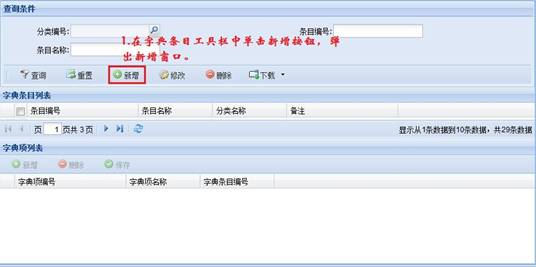 查询条件
分类编号: 条目编号:
条目名称:
1.在字典条目工具栏中单击新增按钮，弹
出新增窗口。
查询 重置 新增 修改 删除 下载
字典条目列表
条目编号 条目名称 分类名称 备注
页 1 页共 3 页 显示从1条数据到10条数据，共29条数据
字典项列表
新增 删除 保存
字典项编号 字典项名称 字典条目编号